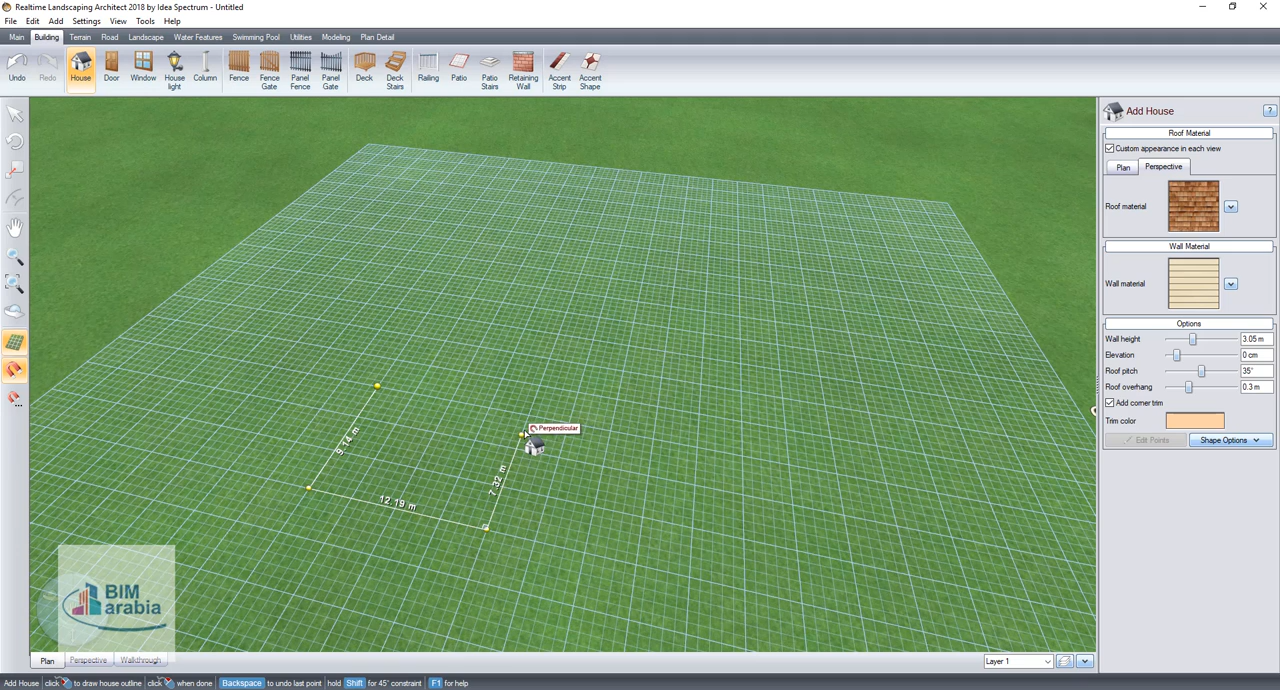 Realtime Landscaping Architect 2018 by Idea Spectrum - Untitled
File Edit Add Settings View Tools Help
Main Building Terrain Road Landscape Water Features Swimming Pool Utilities Modeling Plan Detail
Undo Redo House Door Window House light Column Fence Fence Gate Panel Fence Panel Gate Deck Deck Stairs Railing Patio Patio Stairs Retaining Wall Accent Strip Accent Shape
Add House
?
Roof Material
Custom appearance in each view
Plan Perspective
Roof material
Wall Material
Wall material
Options
Wall height 3.05 m
Elevation 0 cm
Roof pitch 35°
Roof overhang 0.3 m
Add corner trim
Trim color
Edit Points Shape Options
Perpendicular
9.14 m
7.32 m
12.19 m
BIM
arabia
Plan Perspective Walkthrough
Layer 1
Add House click to draw house outline click when done Backspace to undo last point hold Shift for 45° constraint F1 for help